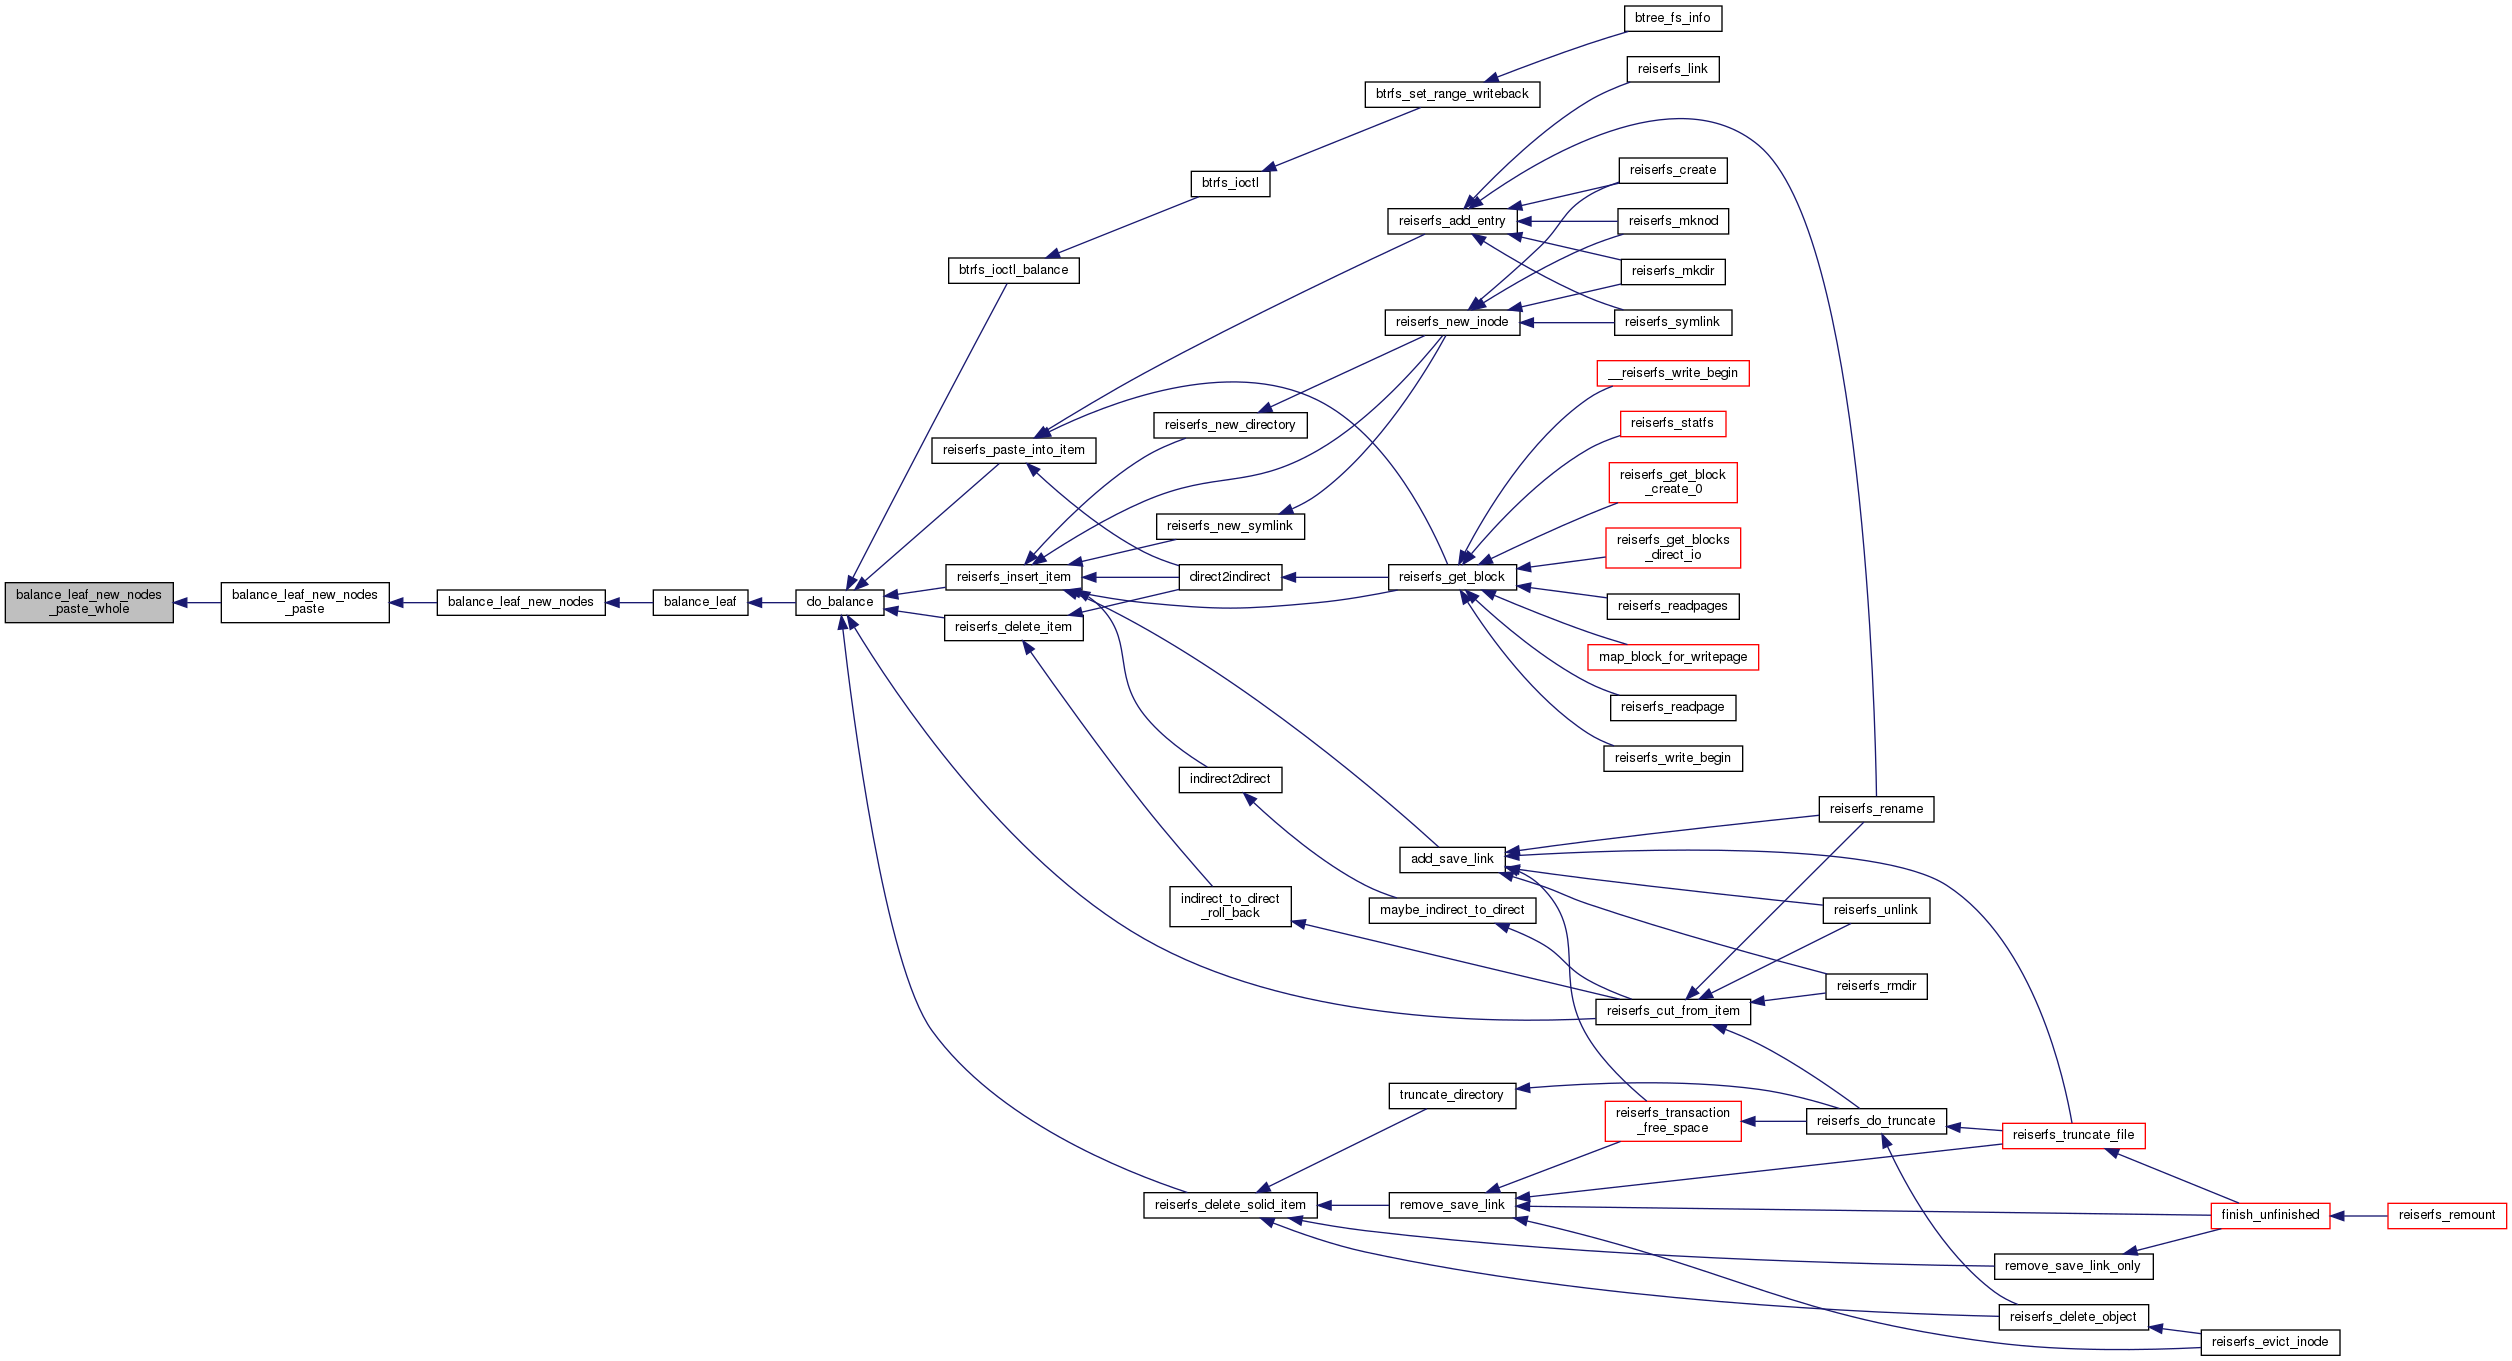 btree_fs_info
reiserfs_link
btrfs_set_range_writeback
reiserfs_create
btrfs_ioctl
reiserfs_add_entry
reiserfs_mknod
btrfs_ioctl_balance
reiserfs_mkdir
reiserfs_new_inode
reiserfs_symlink
__reiserfs_write_begin
reiserfs_new_directory
reiserfs_statfs
reiserfs_paste_into_item
reiserfs_get_block
_create_0
reiserfs_new_symlink
reiserfs_get_blocks
_direct_io
reiserfs_insert_item
direct2indirect
reiserfs_get_block
balance_leaf_new_nodes
_paste_whole
balance_leaf_new_nodes
_paste
balance_leaf_new_nodes
balance_leaf
do_balance
reiserfs_readpages
reiserfs_delete_item
map_block_for_writepage
reiserfs_readpage
reiserfs_write_begin
indirect2direct
reiserfs_rename
add_save_link
indirect_to_direct
_roll_back
maybe_indirect_to_direct
reiserfs_unlink
reiserfs_rmdir
reiserfs_cut_from_item
truncate_directory
reiserfs_transaction
_free_space
reiserfs_do_truncate
reiserfs_truncate_file
reiserfs_delete_solid_item
remove_save_link
finish_unfinished
reiserfs_remount
remove_save_link_only
reiserfs_delete_object
reiserfs_evict_inode